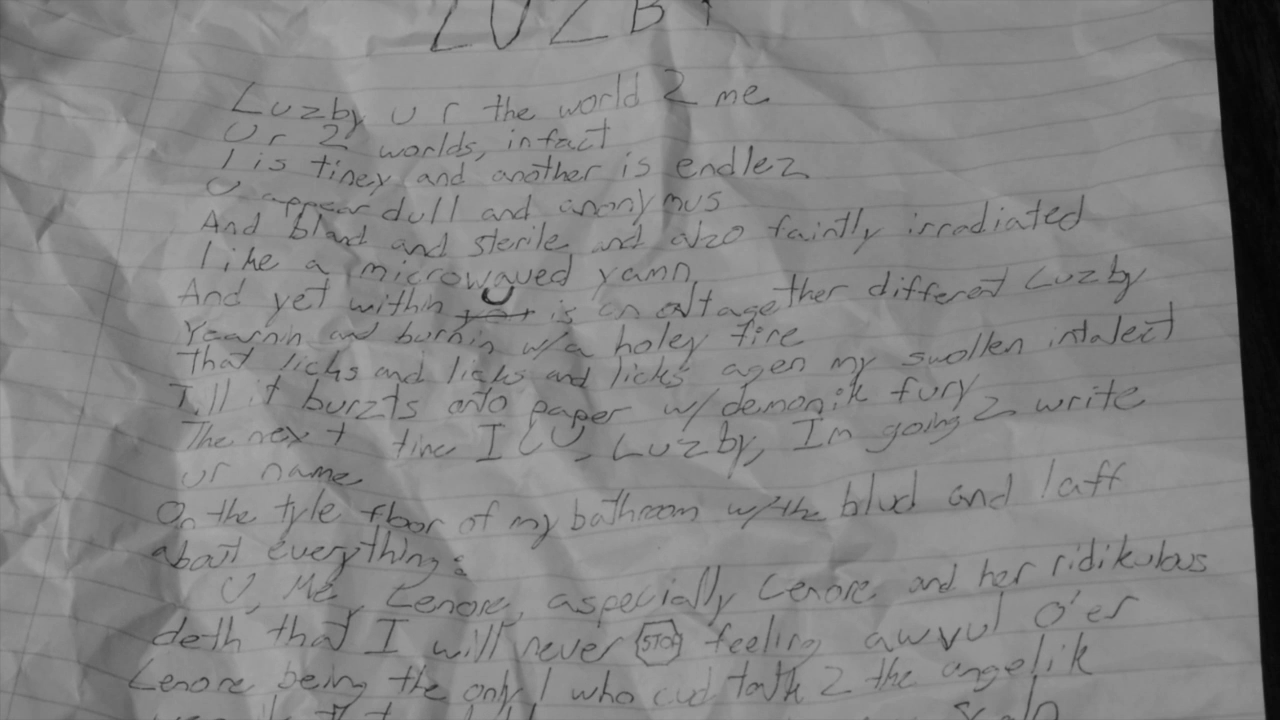 LUZBY
Luzby u r the world 2 me
Ur 2 worlds, infact
1 is tiney and another is endlez
U appear dull and anonymus
And bland and sterile and alzo faintly irradiated
like a microwaved yamn
And yet within U is an altagether different Luzby
Yearnin and burnin w/a holey fire
That licks and licks and licks agen my swollen intalect
Till it burzts onto paper w/ demonik fury
The next time I C U, Luzby, Im going 2 write
ur name
On the tyle floor of my bathroom w/the blud and laff
about everything:
U, Me, Lenore, aspecially Lenore and her ridikulous
deth that I will never STOP feeling awvul o'er
Lenore being the only 1 who cud talk 2 the angelik